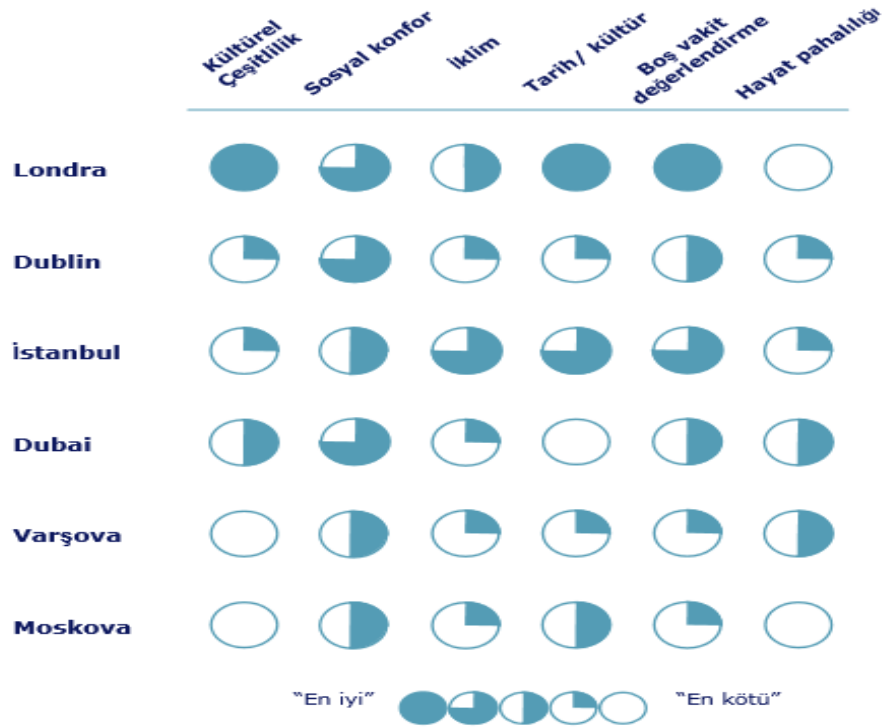 Kültürel
Çeşitlilik
Sosyal konfor
İklim
Tarih/ kültür
Boş vakit
değerlendirme
Hayat pahalılığı
Londra
Dublin
İstanbul
Dubai
Varşova
Moskova
"En iyi"
"En kötü"